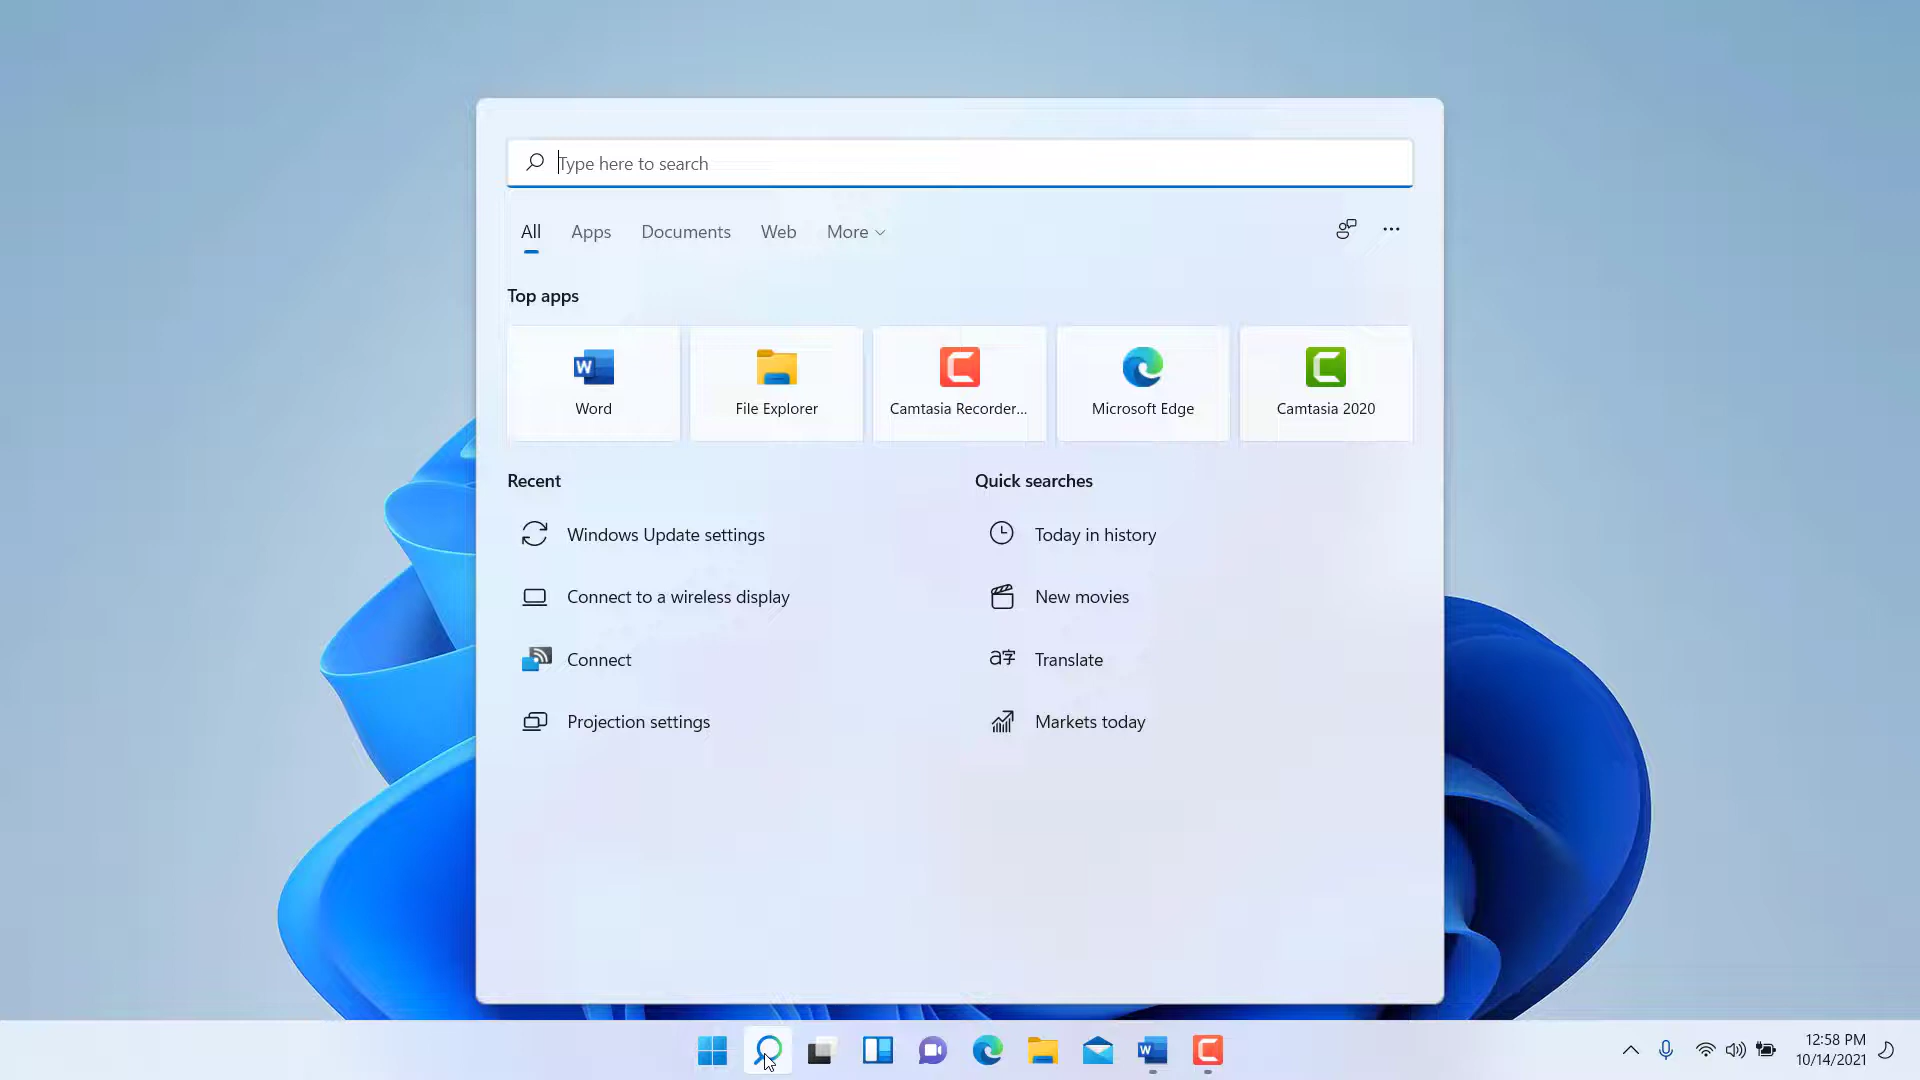 Type here to search
All Apps Documents Web More
Top apps
Word File Explorer Camtasia Recorder... Microsoft Edge Camtasia 2020
Recent Quick searches
Windows Update settings Today in history
Connect to a wireless display New movies
Connect Translate
Projection settings Markets today
12:58 PM
10/14/2021